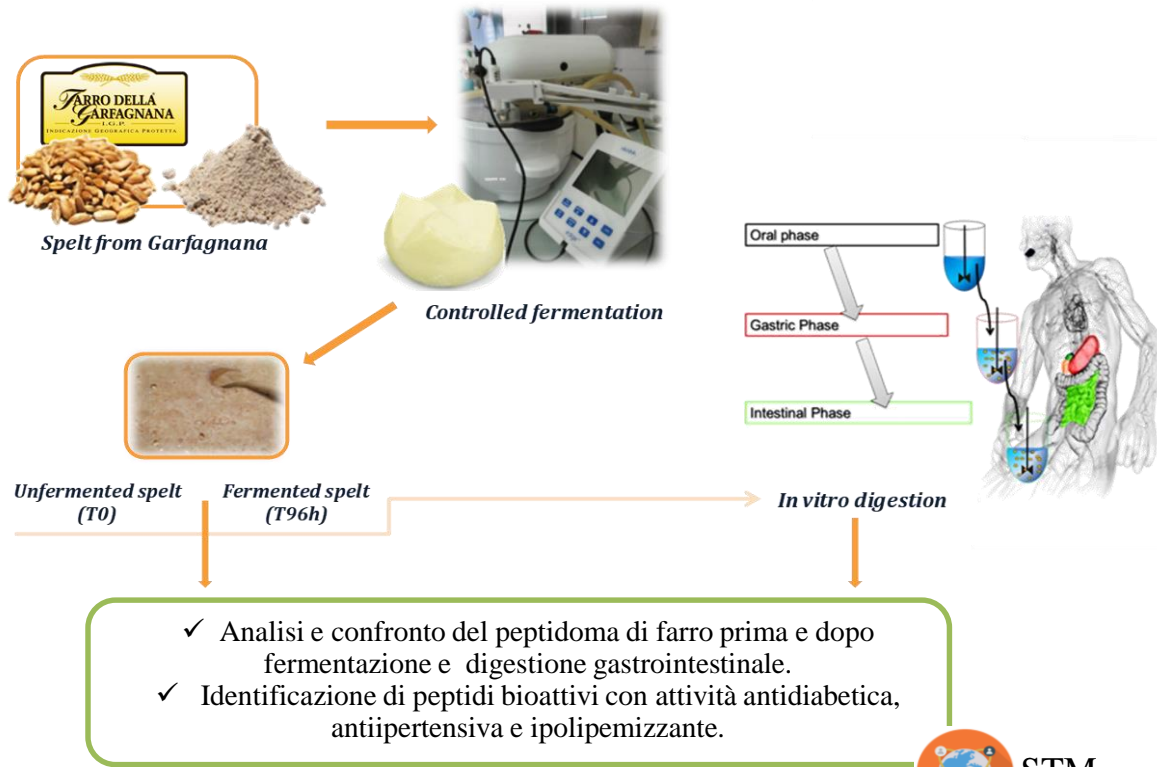 FARRO DELLA
GARFAGNANA
I.G.P.
INDICAZIONE GEOGRAFICA PROTETTA
Spelt from Garfagnana
Controlled fermentation
Oral phase
Gastric Phase
Intestinal Phase
Unfermented spelt
(T0)
Fermented spelt
(T96h)
In vitro digestion
✓ Analisi e confronto del peptidoma di farro prima e dopo
fermentazione e digestione gastrointestinale.
✓ Identificazione di peptidi bioattivi con attività antidiabetica,
antiipertensiva e ipolipemizzante.